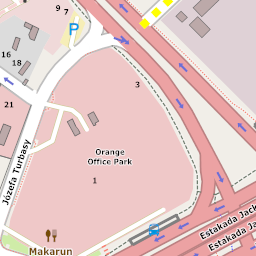 9
7
P
16
18
3
21
Józefa Turbasy
Orange
Office Park
1
Makarun
Estakada Jack
Estakada Ja